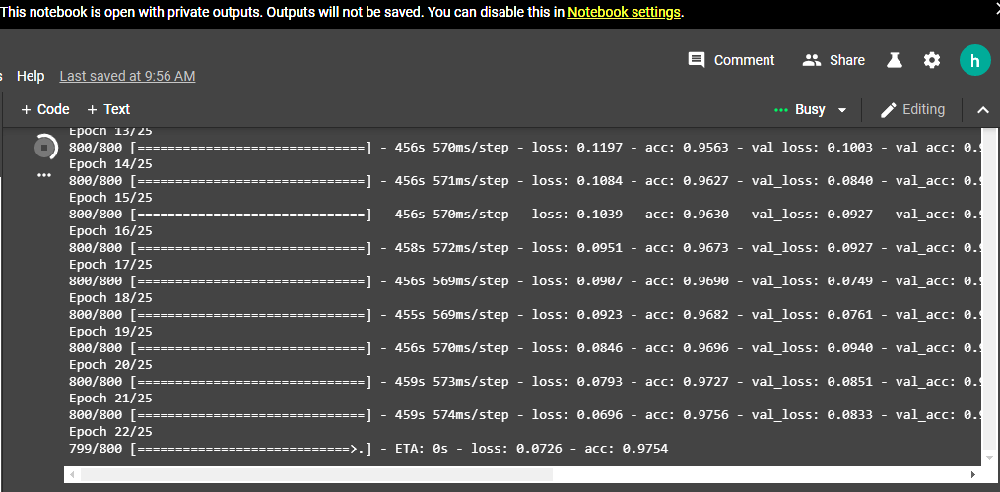 This notebook is open with private outputs. Outputs will not be saved. You can disable this in Notebook settings.
Comment Share h
Help Last saved at 9:56 AM
+ Code + Text ··· Busy Editing
Epoch 13/25
800/800 [==============================] - 456s 570ms/step - loss: 0.1197 - acc: 0.9563 - val_loss: 0.1003 - val_acc: 0.9
Epoch 14/25
800/800 [==============================] - 456s 571ms/step - loss: 0.1084 - acc: 0.9627 - val_loss: 0.0840 - val_acc: 0.9
Epoch 15/25
800/800 [==============================] - 456s 570ms/step - loss: 0.1039 - acc: 0.9630 - val_loss: 0.0927 - val_acc: 0.9
Epoch 16/25
800/800 [==============================] - 458s 572ms/step - loss: 0.0951 - acc: 0.9673 - val_loss: 0.0927 - val_acc: 0.9
Epoch 17/25
800/800 [==============================] - 456s 569ms/step - loss: 0.0907 - acc: 0.9690 - val_loss: 0.0749 - val_acc: 0.9
Epoch 18/25
800/800 [==============================] - 455s 569ms/step - loss: 0.0923 - acc: 0.9682 - val_loss: 0.0761 - val_acc: 0.9
Epoch 19/25
800/800 [==============================] - 456s 570ms/step - loss: 0.0846 - acc: 0.9696 - val_loss: 0.0940 - val_acc: 0.9
Epoch 20/25
800/800 [==============================] - 459s 573ms/step - loss: 0.0793 - acc: 0.9727 - val_loss: 0.0851 - val_acc: 0.9
Epoch 21/25
800/800 [==============================] - 459s 574ms/step - loss: 0.0696 - acc: 0.9756 - val_loss: 0.0833 - val_acc: 0.9
Epoch 22/25
799/800 [============================>.] - ETA: 0s - loss: 0.0726 - acc: 0.9754